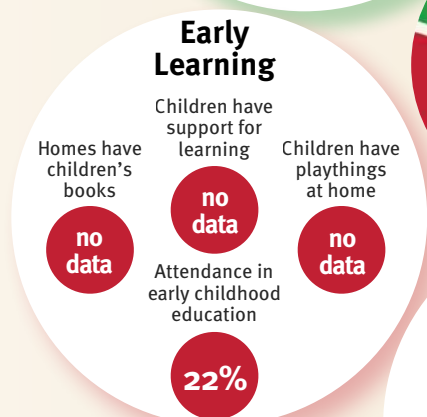 Early
Learning
Children have
support for
learning
Homes have
children's
books
Children have
playthings
at home
no
data
no
data
no
data
Attendance in
early childhood
education
22%